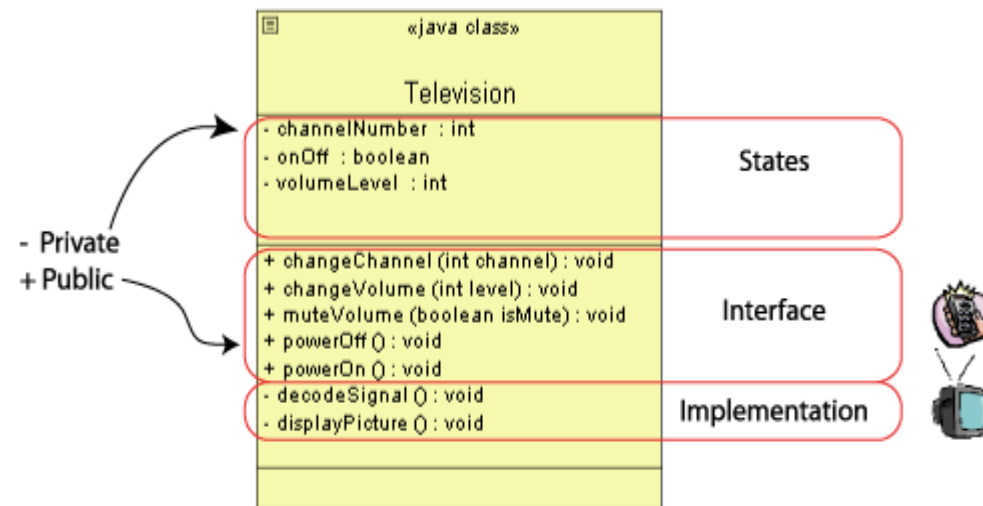 «java class»
Television
- channelNumber : int
- onOff : boolean
- volumeLevel : int
States
- Private
+ Public
+ changeChannel (int channel) : void
+ changeVolume (int level) : void
+ muteVolume (boolean isMute) : void
+ powerOff () : void
+ powerOn () : void
Interface
- decodeSignal () : void
- displayPicture () : void
Implementation